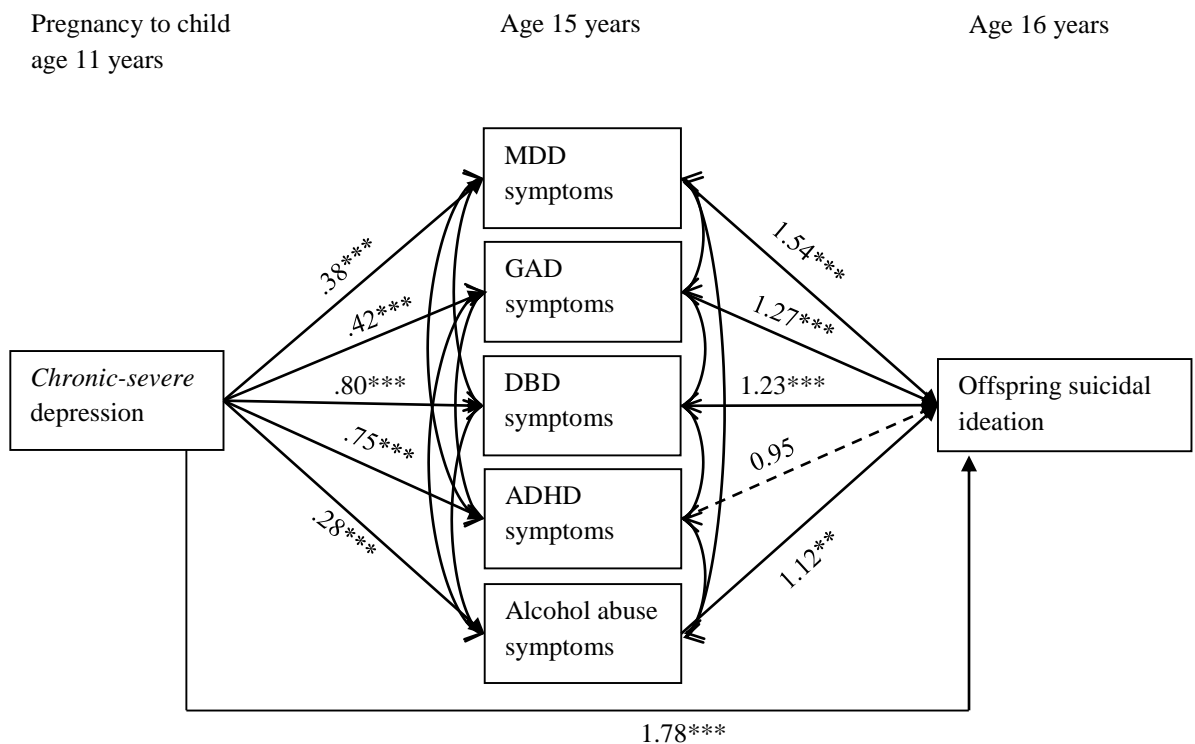 Pregnancy to child
age 11 years
Age 15 years
Age 16 years
MDD
symptoms
GAD
symptoms
DBD
symptoms
ADHD
symptoms
Alcohol abuse
symptoms
Chronic-severe
depression
Offspring suicidal
ideation
.38***
.42***
.80***
.75***
.28***
1.54***
1.27***
1.23***
0.95
1.12**
1.78***